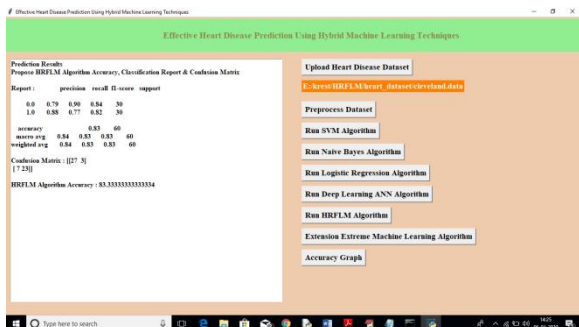 Effective Heart Disease Prediction Using Hybrid Machine Learning Techniques
Effective Heart Disease Prediction Using Hybrid Machine Learning Techniques
Prediction Results
Propose HRFLM Algorithm Accuracy, Classification Report & Confusion Matrix
Report : precision recall f1-score support
0.0 0.79 0.90 0.84 30
1.0 0.88 0.77 0.82 30
accuracy 0.83 60
macro avg 0.84 0.83 0.83 60
weighted avg 0.84 0.83 0.83 60
Confusion Matrix : [[27 3]
[ 7 23]]
HRFLM Algorithm Accuracy : 83.33333333333334
Upload Heart Disease Dataset
E:/krest/HRFLM/heart_dataset/cleveland.data
Preprocess Dataset
Run SVM Algorithm
Run Naive Bayes Algorithm
Run Logistic Regression Algorithm
Run Deep Learning ANN Algorithm
Run HRFLM Algorithm
Extension Extreme Machine Learning Algorithm
Accuracy Graph
Type here to search
14:25